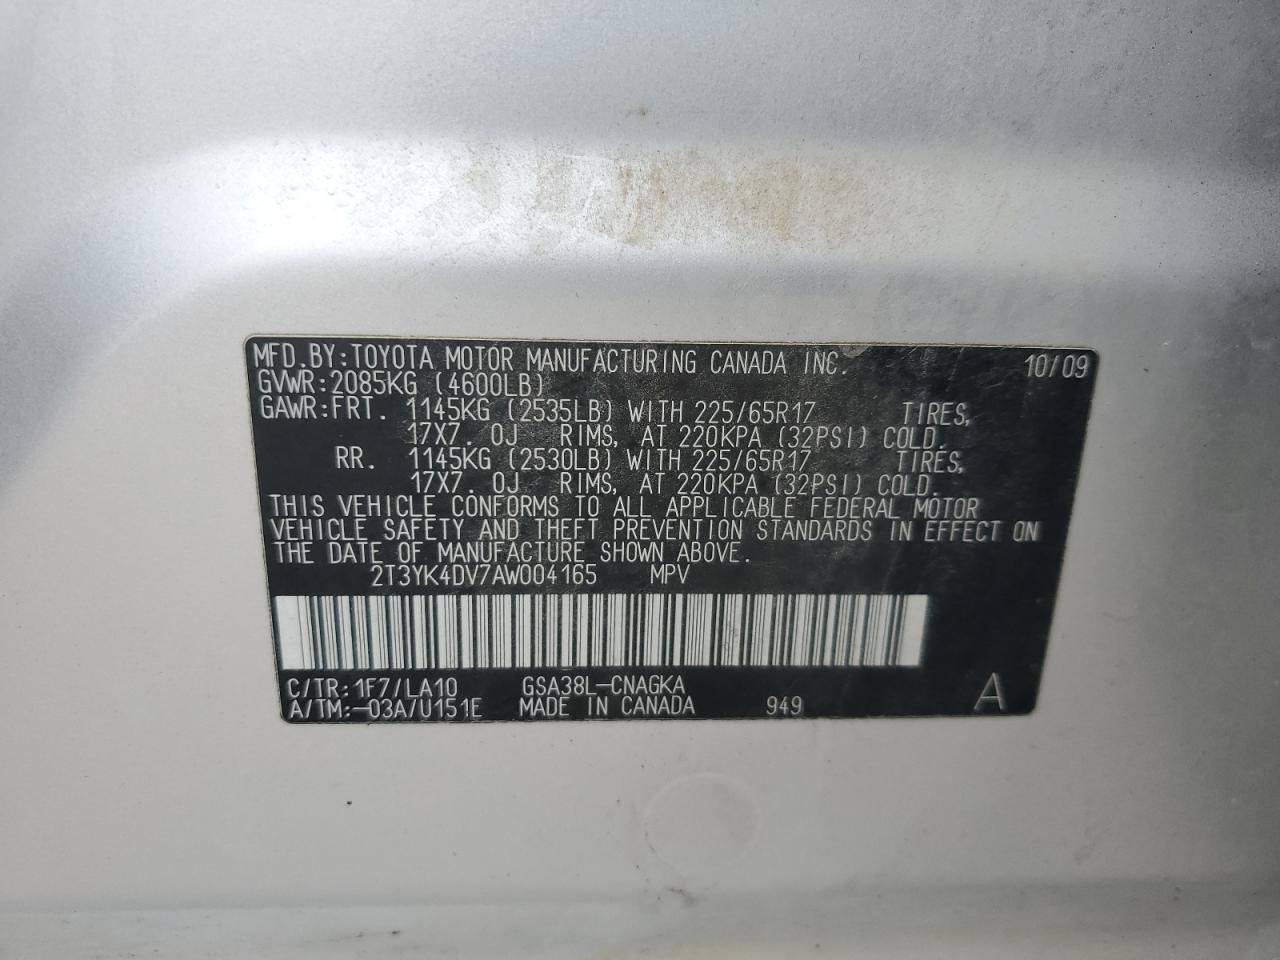 MFD.BY:TOYOTA MOTOR MANUFACTURING CANADA INC. 10/09
GVWR:2085KG (4600LB)
GAWR:FRT. 1145KG (2535LB) WITH 225/65R17 TIRES,
17X7. 0J RIMS, AT 220KPA (32PSI) COLD.
RR. 1145KG (2530LB) WITH 225/65R17 TIRES,
17X7. 0J RIMS, AT 220KPA (32PSI) COLD.
THIS VEHICLE CONFORMS TO ALL APPLICABLE FEDERAL MOTOR
VEHICLE SAFETY AND THEFT PREVENTION STANDARDS IN EFFECT ON
THE DATE OF MANUFACTURE SHOWN ABOVE.
2T3YK4DV7AW004165 MPV
C/TR:1F7/LA10 GSA38L-CNAGKA
A/TM:-03A/U151E MADE IN CANADA 949 A